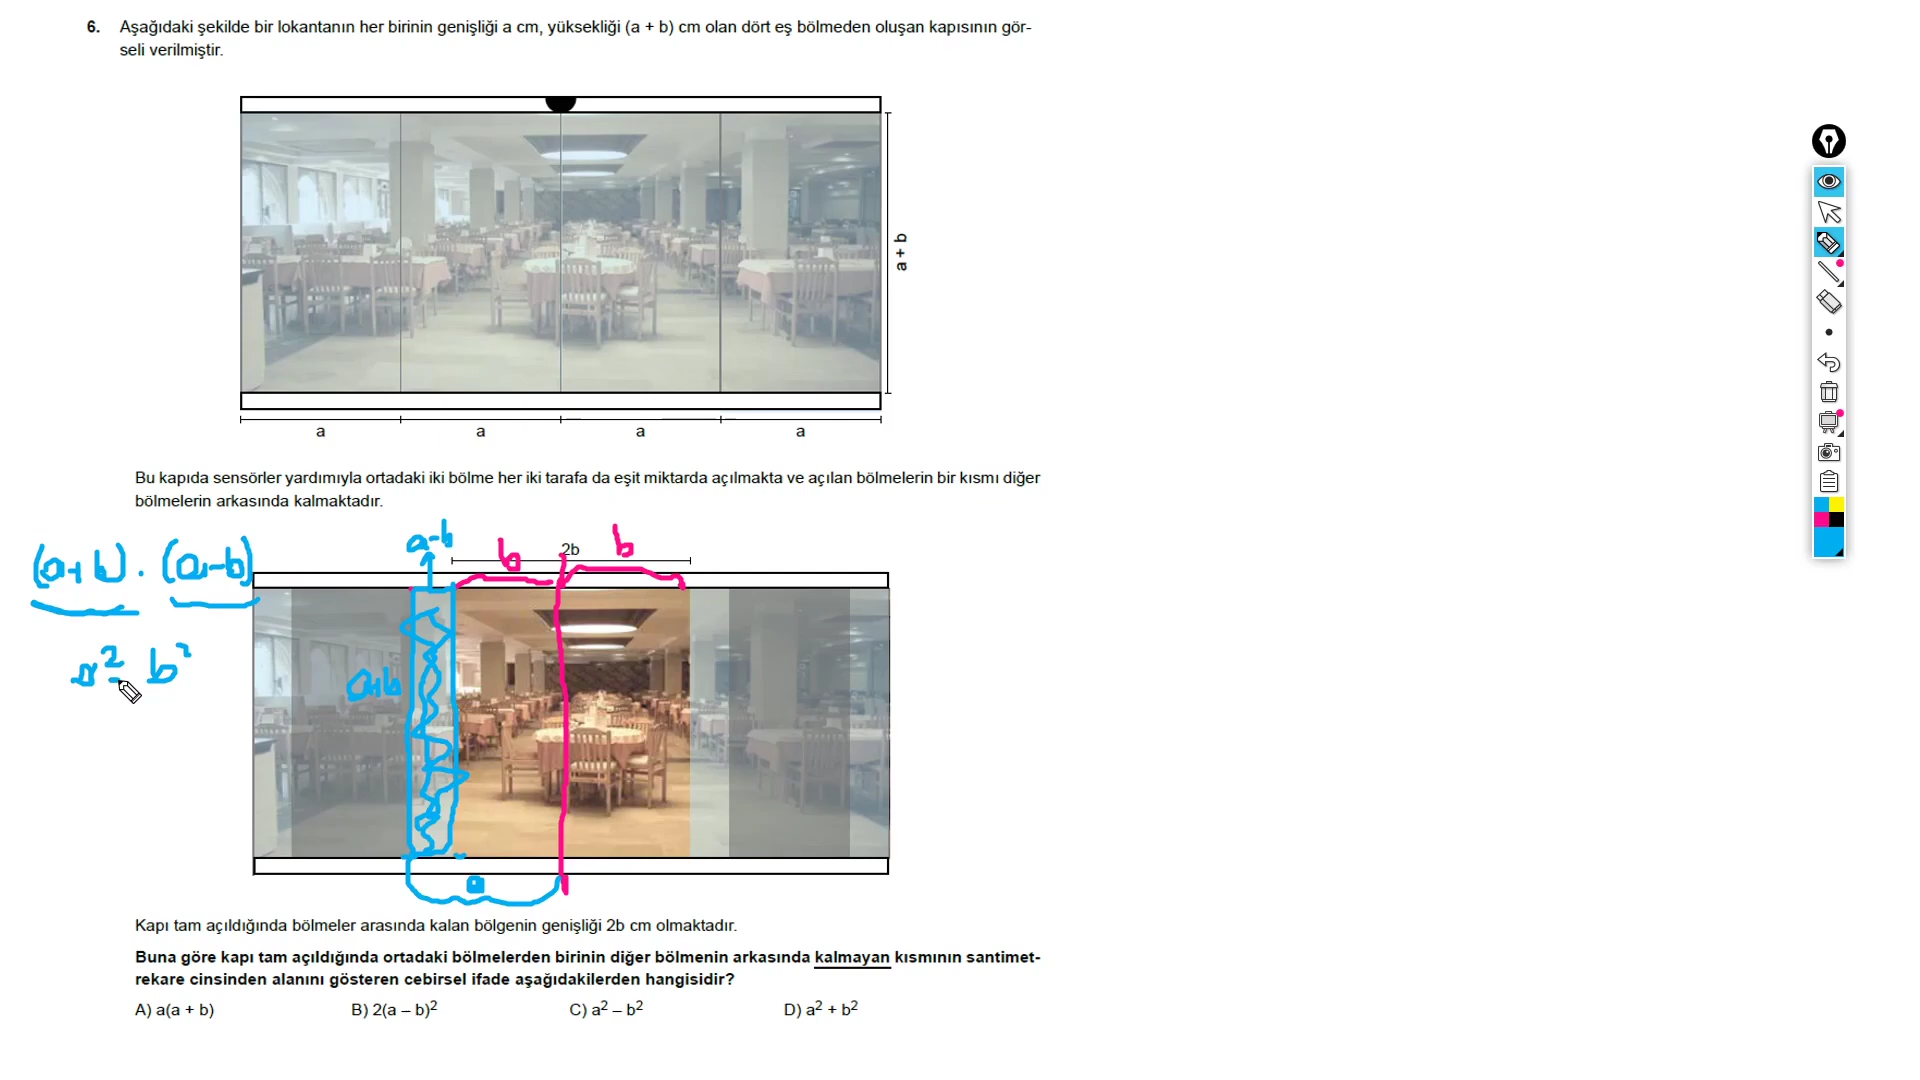 6. Aşağıdaki şekilde bir lokantanın her birinin genişliği a cm, yüksekliği (a + b) cm olan dört eş bölmeden oluşan kapısının gör-
seli verilmiştir.
a + b
a a a a
Bu kapıda sensörler yardımıyla ortadaki iki bölme her iki tarafa da eşit miktarda açılmakta ve açılan bölmelerin bir kısmı diğer
bölmelerin arkasında kalmaktadır.
a-b b 2b b
(a+b) . (a-b)
a² - b²
a+b
a
Kapı tam açıldığında bölmeler arasında kalan bölgenin genişliği 2b cm olmaktadır.
Buna göre kapı tam açıldığında ortadaki bölmelerden birinin diğer bölmenin arkasında kalmayan kısmının santimet-
rekare cinsinden alanını gösteren cebirsel ifade aşağıdakilerden hangisidir?
A) a(a + b) B) 2(a – b)² C) a² – b² D) a² + b²